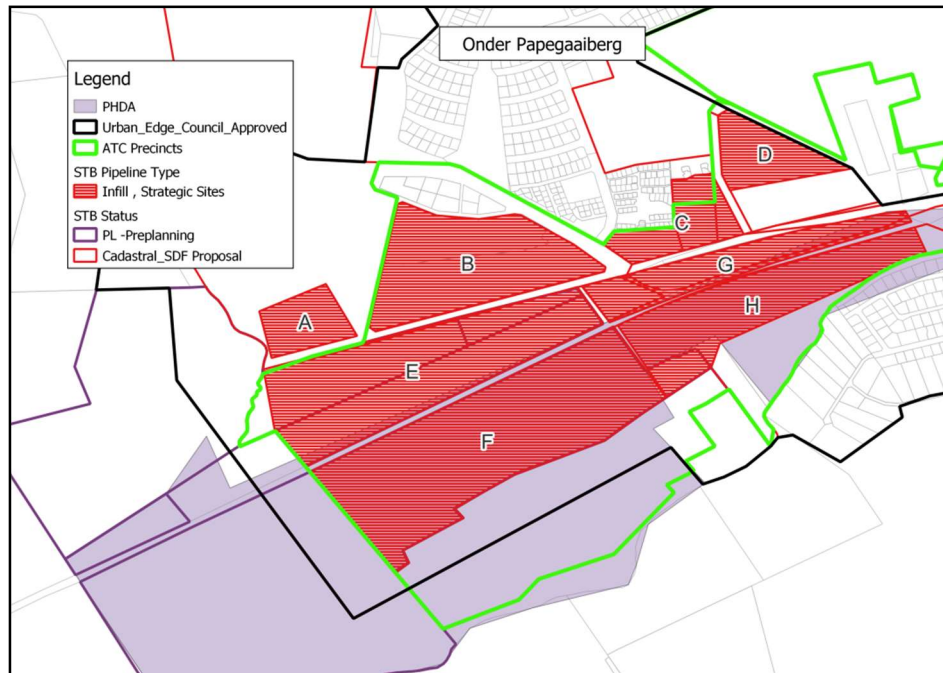 Onder Papegaaiberg
Legend
PHDA
Urban_Edge_Council_Approved
ATC Precincts
STB Pipeline Type
Infill , Strategic Sites
STB Status
PL -Preplanning
Cadastral_SDF Proposal
D
C
B
G
H
A
E
F